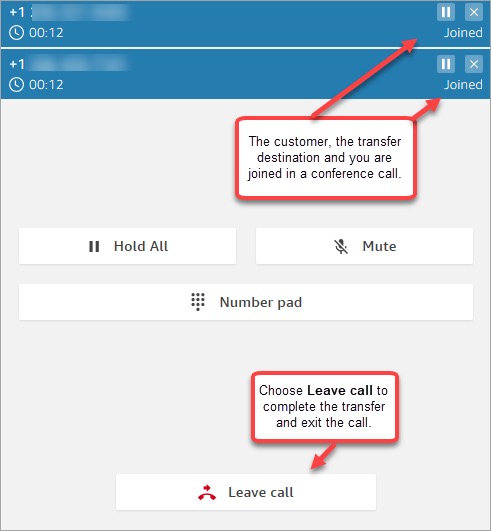 +1
00:12
Joined
+1
00:12
Joined
The customer, the transfer
destination and you are
joined in a conference call.
Hold All
Mute
Number pad
Choose Leave call to
complete the transfer
and exit the call.
Leave call